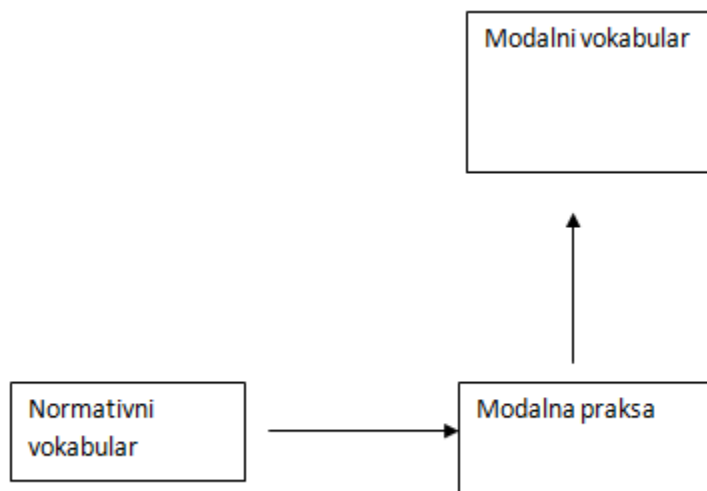 Modalni vokabular
Normativni
vokabular
Modalna praksa